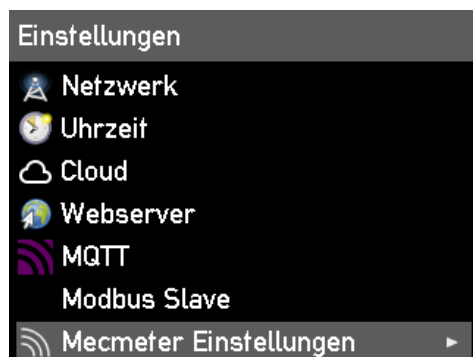 Einstellungen
Netzwerk
Uhrzeit
Cloud
Webserver
MQTT
Modbus Slave
Mecmeter Einstellungen